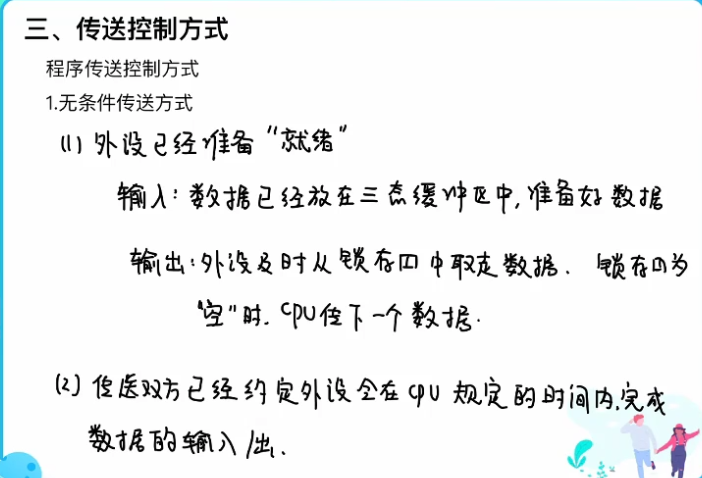 三、传送控制方式
程序传送控制方式
1.无条件传送方式
(1) 外设已经准备“就绪”
输入:数据已经放在三态缓冲区中,准备好数据
输出:外设及时从锁存口中取走数据. 锁存口为
“空”时.CPU传下一个数据.
(2) 传送双方已经约定外设会在CPU规定的时间内,完成
数据的输入/出.